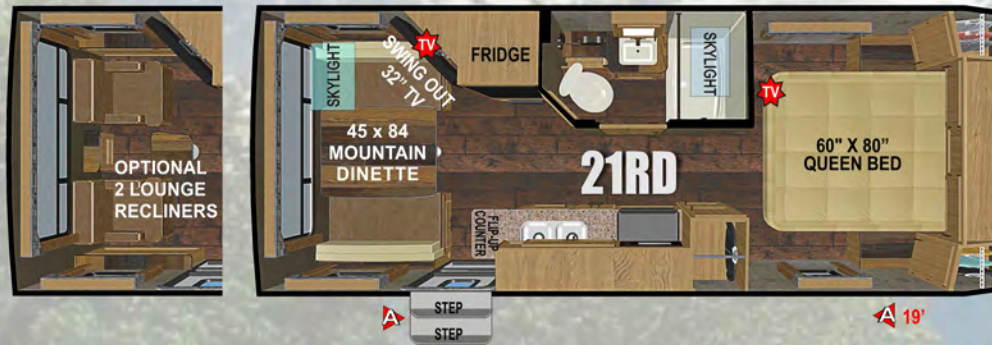 OPTIONAL
2 LOUNGE
RECLINERS
SKYLIGHT
SWING OUT
32" TV
TV
FRIDGE
SKYLIGHT
TV
45 x 84
MOUNTAIN
DINETTE
21RD
60" X 80"
QUEEN BED
FLIP-UP
COUNTER
STEP
STEP
A
A 19'